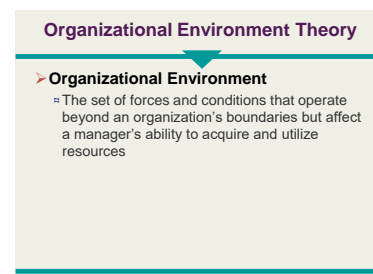 Organizational Environment Theory
Organizational Environment
The set of forces and conditions that operate
beyond an organization's boundaries but affect
a manager's ability to acquire and utilize
resources